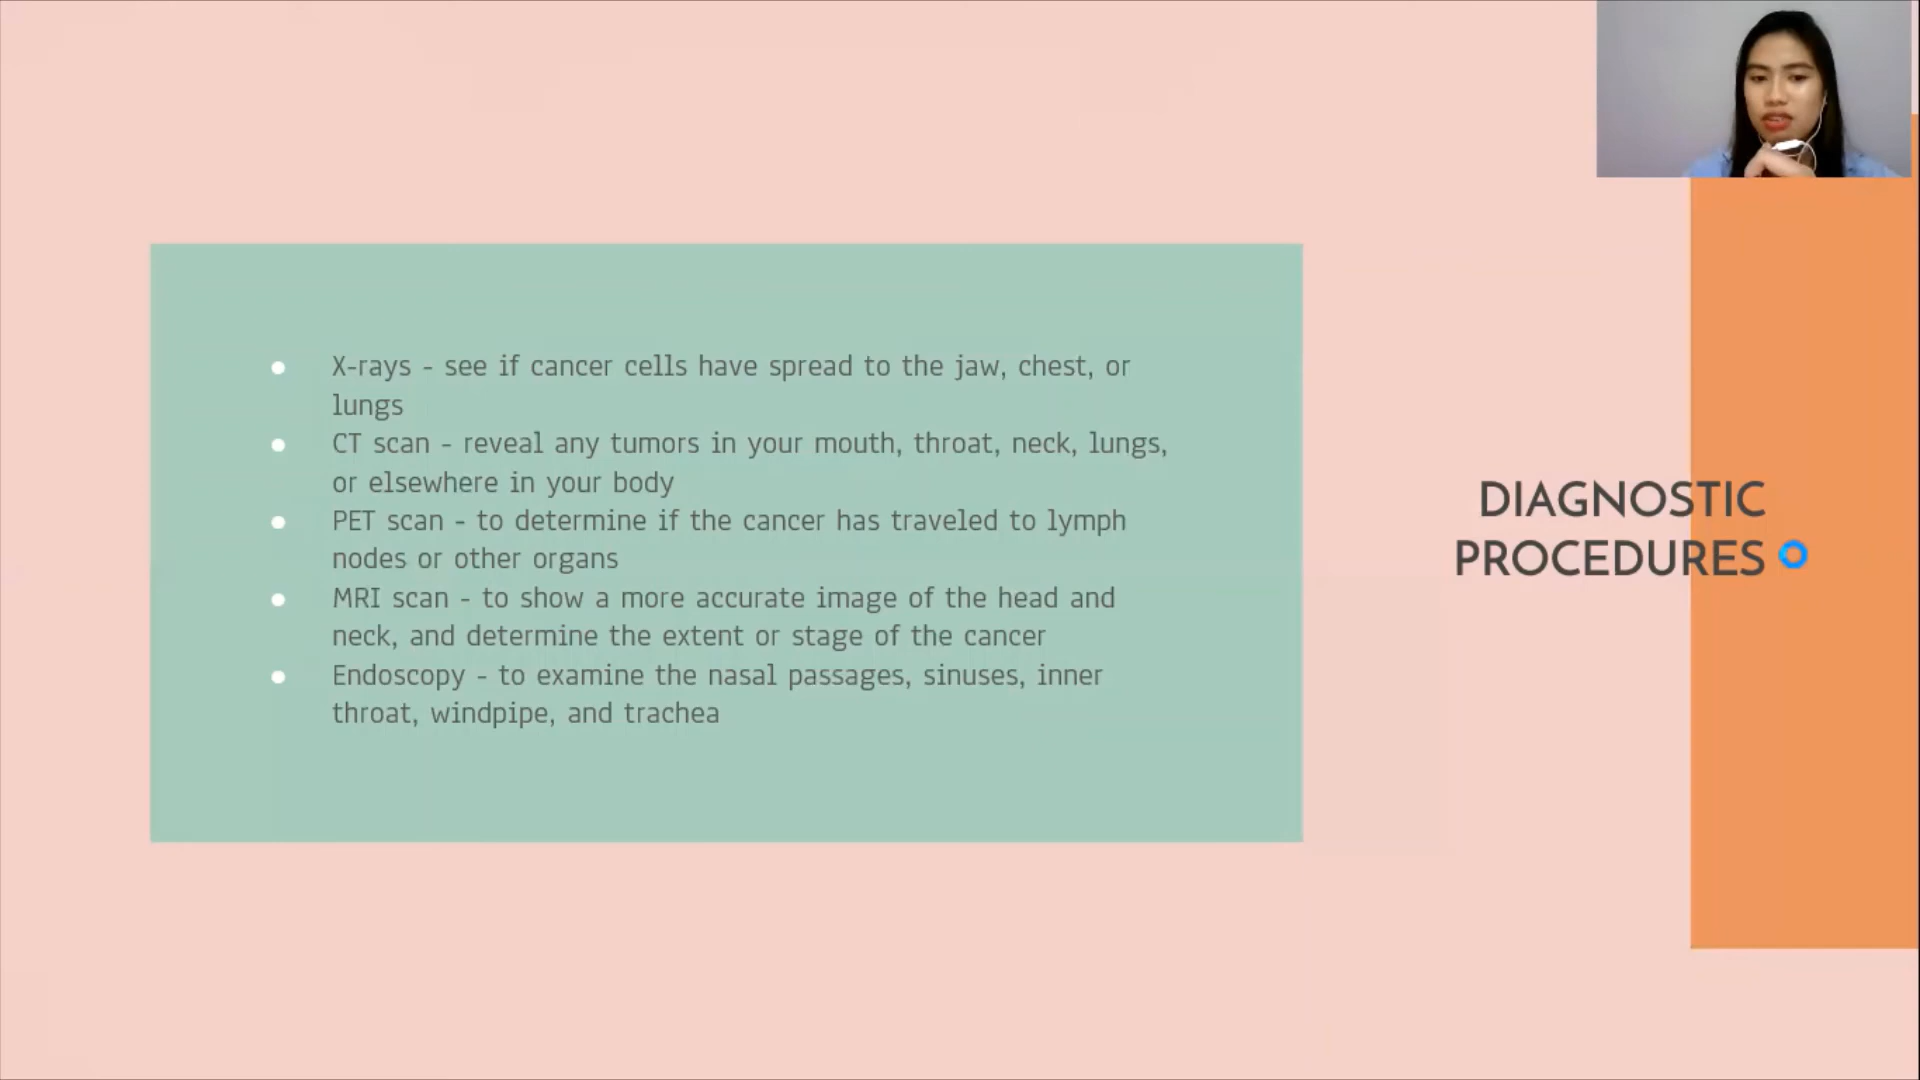 X-rays - see if cancer cells have spread to the jaw, chest, or
lungs
CT scan - reveal any tumors in your mouth, throat, neck, lungs,
or elsewhere in your body
PET scan - to determine if the cancer has traveled to lymph
nodes or other organs
MRI scan - to show a more accurate image of the head and
neck, and determine the extent or stage of the cancer
Endoscopy - to examine the nasal passages, sinuses, inner
throat, windpipe, and trachea
DIAGNOSTIC
PROCEDURES